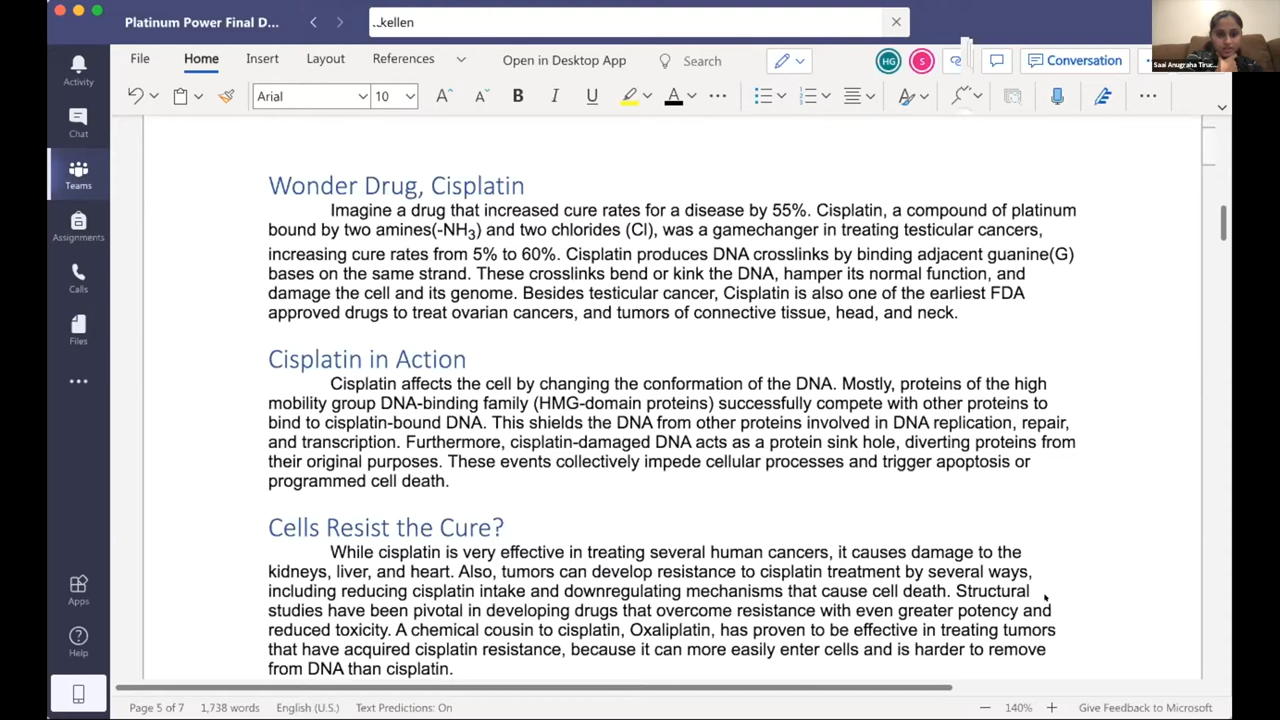 Platinum Power Final D...
..kellen
Saai Anugraha Tiruc...
File
Home
Insert
Layout
References
Open in Desktop App
Search
HG
S
Conversation
Arial
10
A
A
B
I
U
A
Activity
Chat
Teams
Assignments
Calls
Files
Apps
Help
Wonder Drug, Cisplatin
Imagine a drug that increased cure rates for a disease by 55%. Cisplatin, a compound of platinum
bound by two amines(-NH3) and two chlorides (Cl), was a gamechanger in treating testicular cancers,
increasing cure rates from 5% to 60%. Cisplatin produces DNA crosslinks by binding adjacent guanine(G)
bases on the same strand. These crosslinks bend or kink the DNA, hamper its normal function, and
damage the cell and its genome. Besides testicular cancer, Cisplatin is also one of the earliest FDA
approved drugs to treat ovarian cancers, and tumors of connective tissue, head, and neck.
Cisplatin in Action
Cisplatin affects the cell by changing the conformation of the DNA. Mostly, proteins of the high
mobility group DNA-binding family (HMG-domain proteins) successfully compete with other proteins to
bind to cisplatin-bound DNA. This shields the DNA from other proteins involved in DNA replication, repair,
and transcription. Furthermore, cisplatin-damaged DNA acts as a protein sink hole, diverting proteins from
their original purposes. These events collectively impede cellular processes and trigger apoptosis or
programmed cell death.
Cells Resist the Cure?
While cisplatin is very effective in treating several human cancers, it causes damage to the
kidneys, liver, and heart. Also, tumors can develop resistance to cisplatin treatment by several ways,
including reducing cisplatin intake and downregulating mechanisms that cause cell death. Structural
studies have been pivotal in developing drugs that overcome resistance with even greater potency and
reduced toxicity. A chemical cousin to cisplatin, Oxaliplatin, has proven to be effective in treating tumors
that have acquired cisplatin resistance, because it can more easily enter cells and is harder to remove
from DNA than cisplatin.
Page 5 of 7
1,738 words
English (U.S.)
Text Predictions: On
140%
Give Feedback to Microsoft